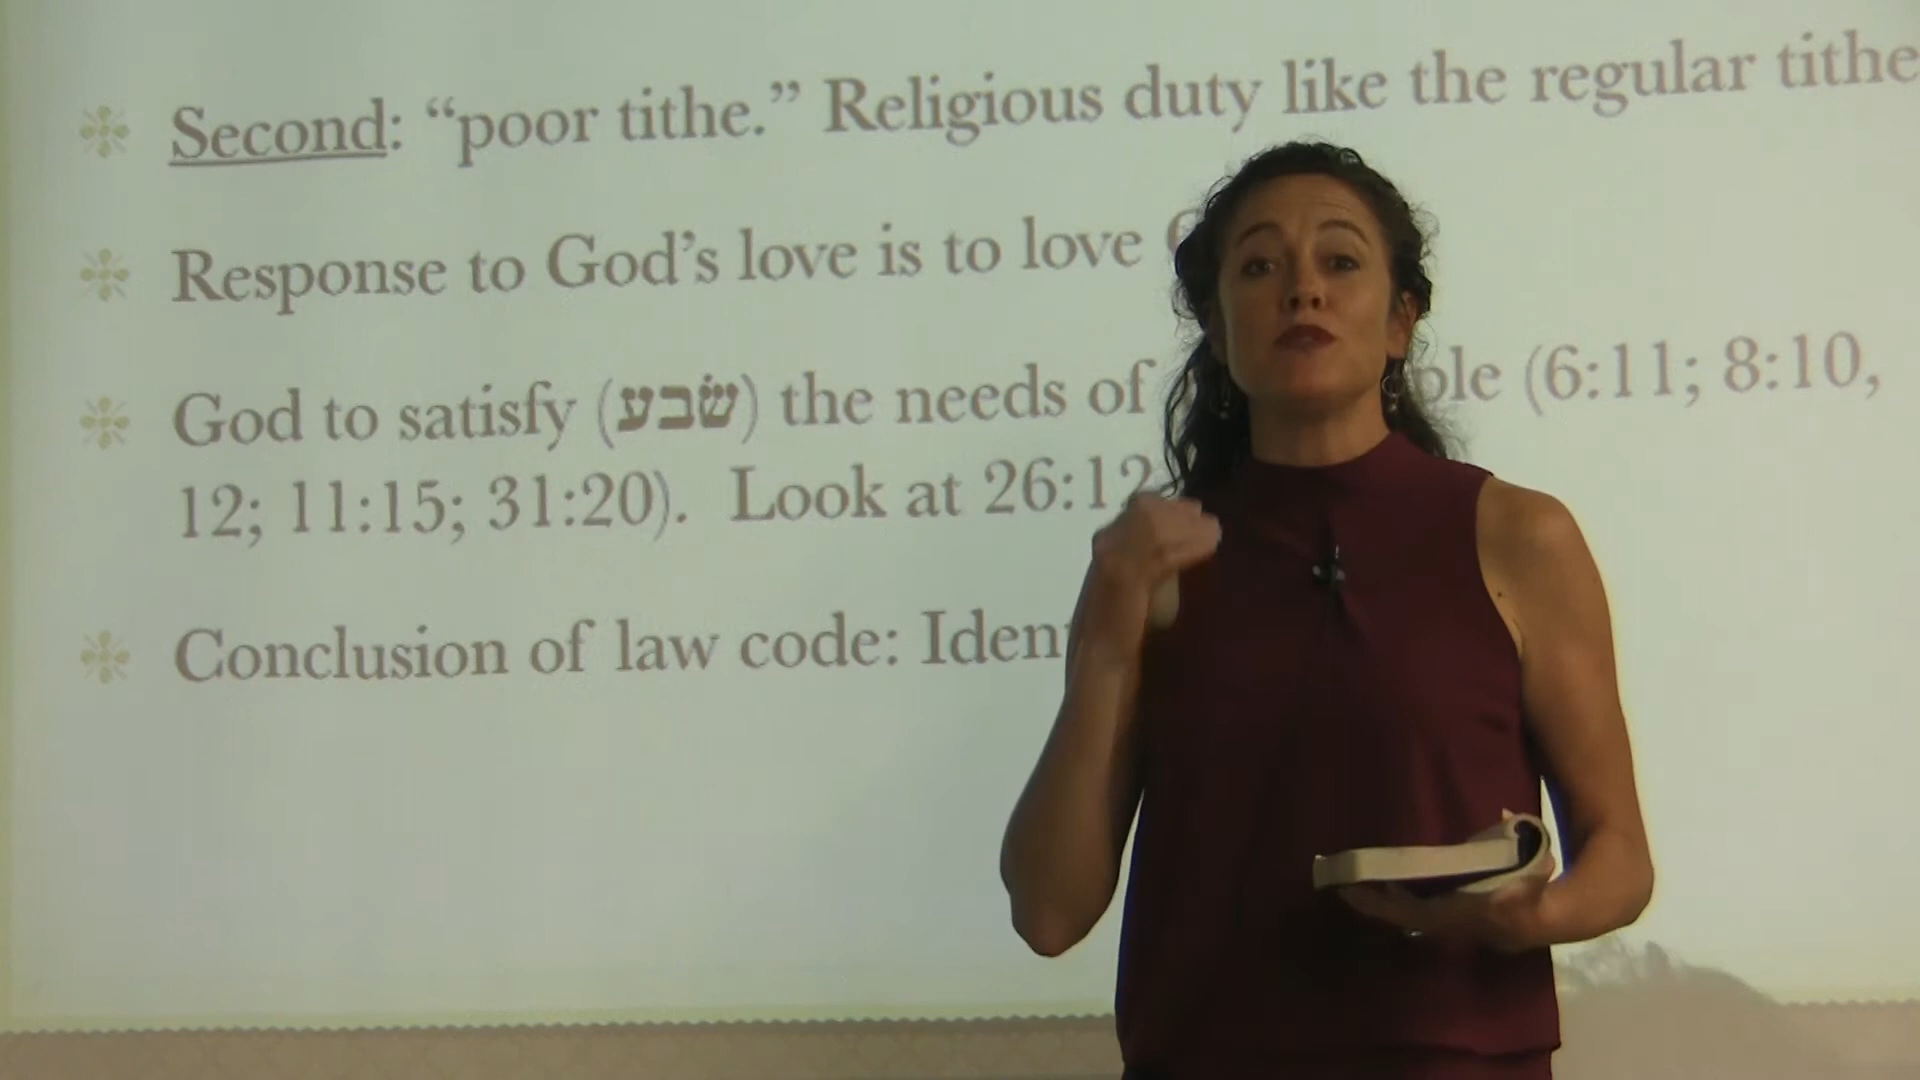 Second: “poor tithe.” Religious duty like the regular tithe
Response to God’s love is to love
God to satisfy (שׂבע) the needs of (6:11; 8:10,
12; 11:15; 31:20). Look at 26:12
Conclusion of law code: